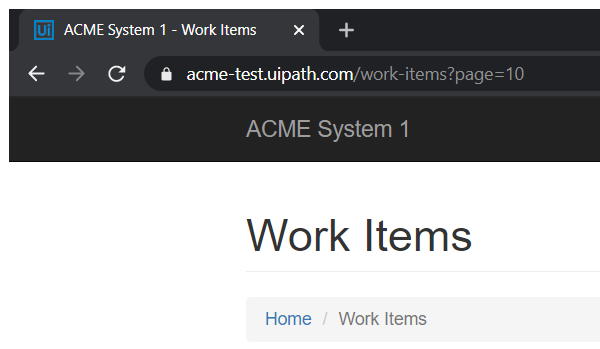 Ui ACME System 1 - Work Items
acme-test.uipath.com/work-items?page=10
ACME System 1
Work Items
Home / Work Items